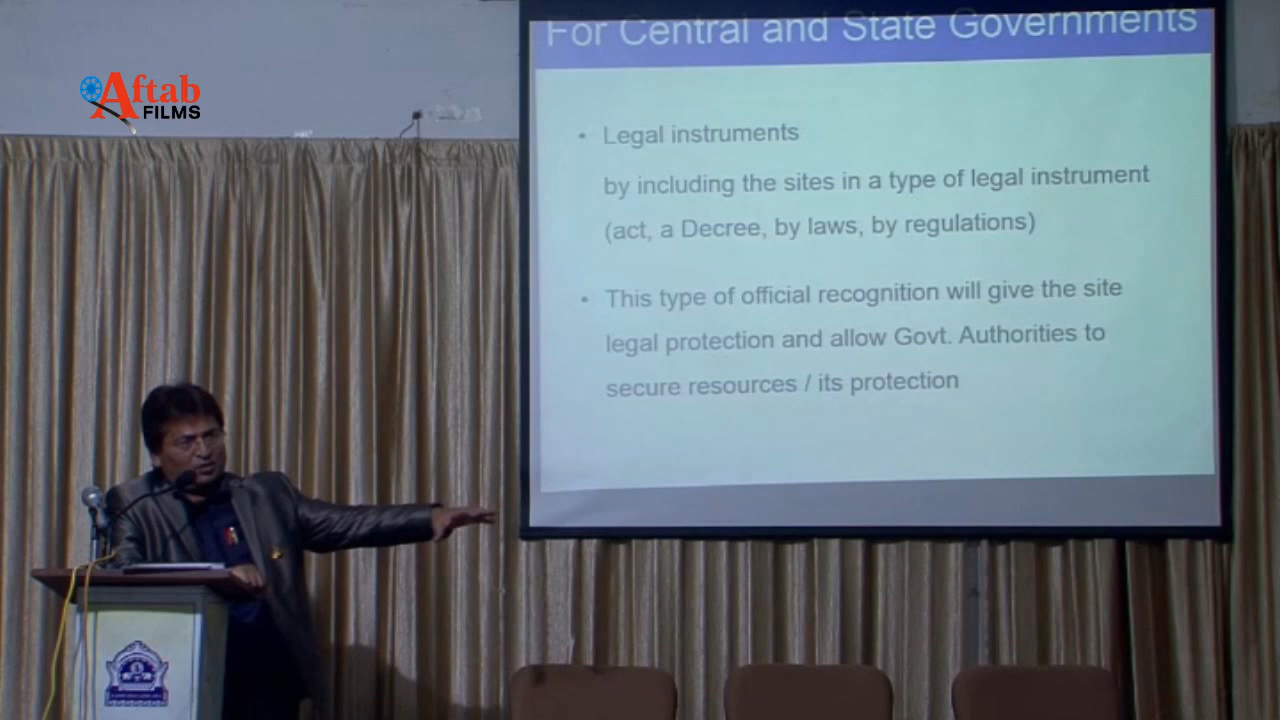 Aftab
FILMS
For Central and State Governments
• Legal instruments
by including the sites in a type of legal instrument
(act, a Decree, by laws, by regulations)
• This type of official recognition will give the site
legal protection and allow Govt. Authorities to
secure resources / its protection